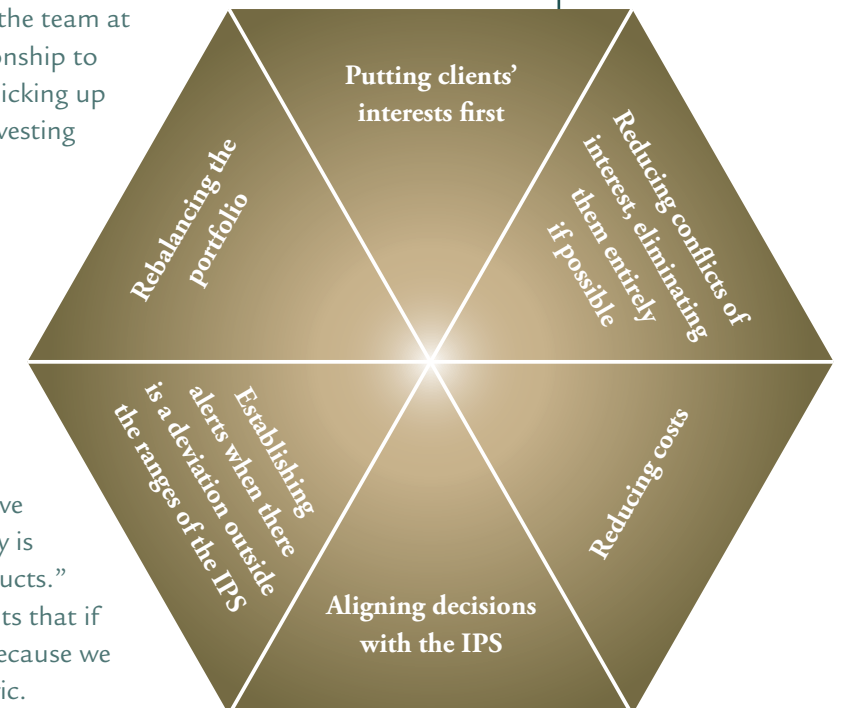 the team at
onship to
icking up
vesting
Putting clients’
interests first
Reducing conflicts of
interest, eliminating
them entirely
if possible
Reducing costs
Aligning decisions
with the IPS
Establishing
alerts when there
is a deviation outside
the ranges of the IPS
Rebalancing the
portfolio
ve
y is
ucts.”
ts that if
ecause we
ic.